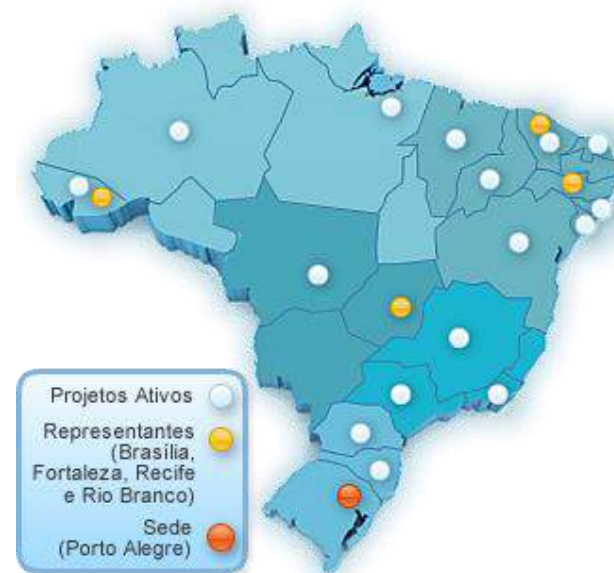 Projetos Ativos
Representantes
(Brasília,
Fortaleza, Recife
e Rio Branco)
Sede
(Porto Alegre)